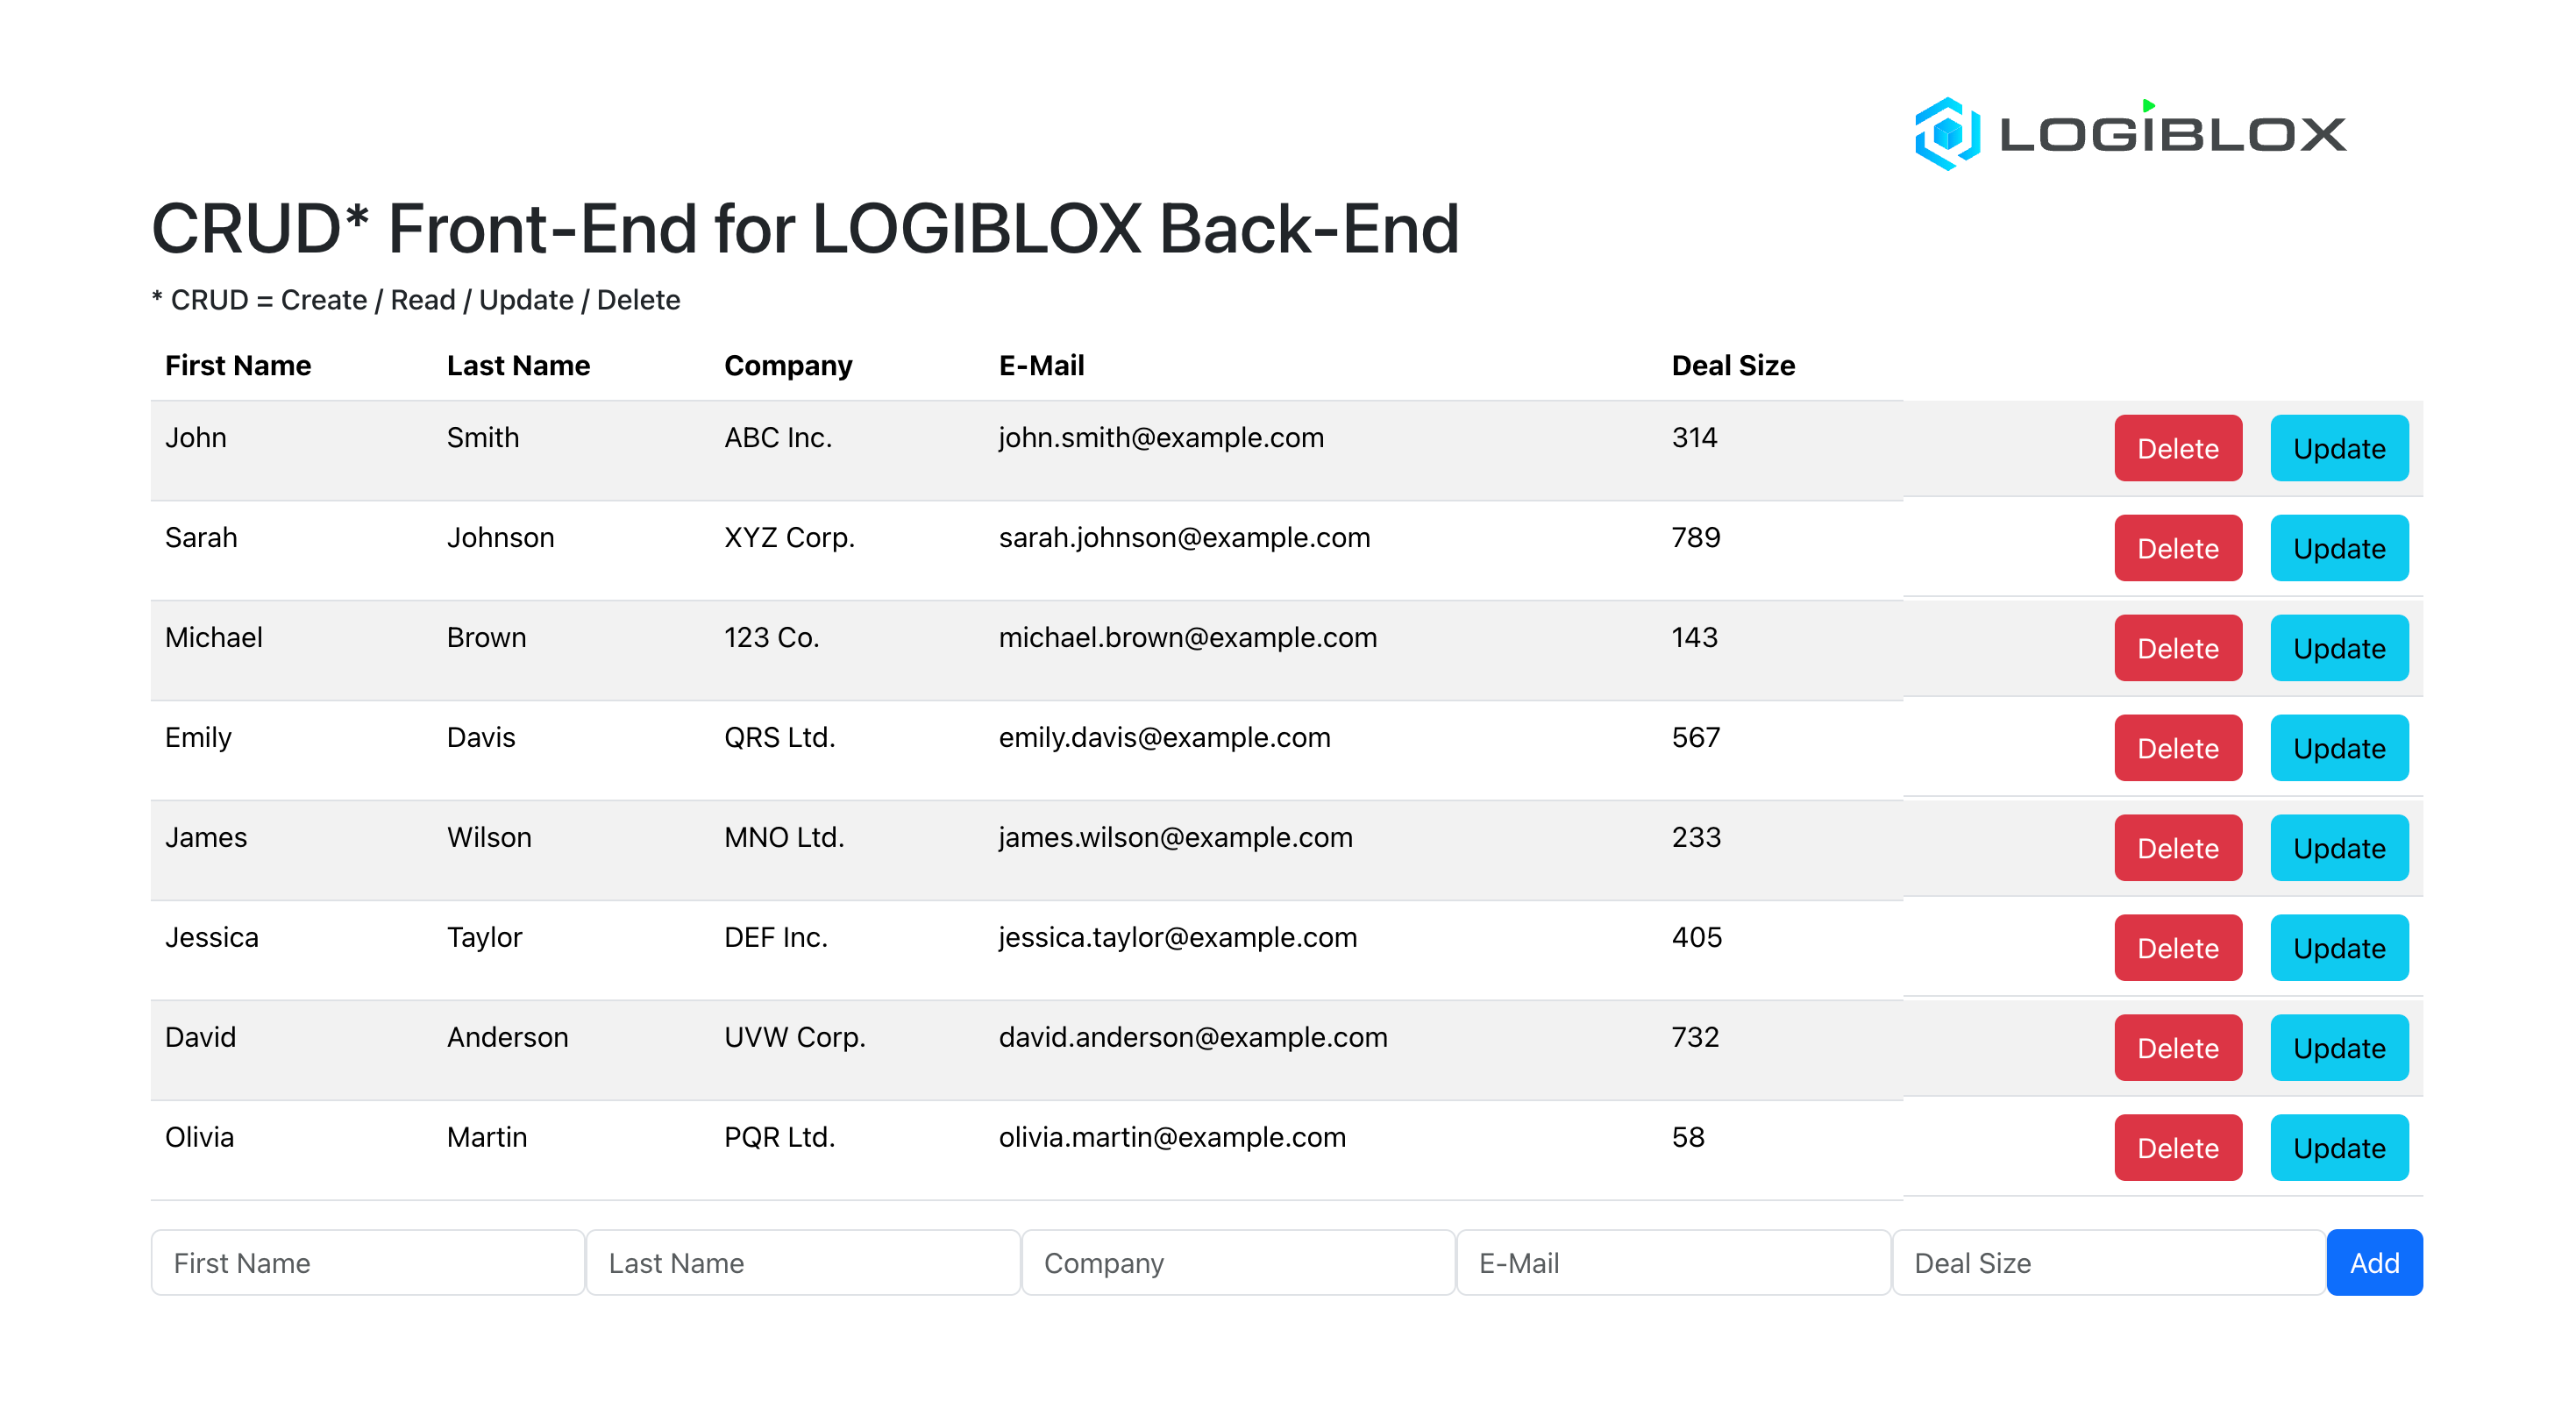 LOGIBLOX
CRUD* Front-End for LOGIBLOX Back-End
* CRUD = Create / Read / Update / Delete
First Name Last Name Company E-Mail Deal Size
John Smith ABC Inc. john.smith@example.com 314 Delete Update
Sarah Johnson XYZ Corp. sarah.johnson@example.com 789 Delete Update
Michael Brown 123 Co. michael.brown@example.com 143 Delete Update
Emily Davis QRS Ltd. emily.davis@example.com 567 Delete Update
James Wilson MNO Ltd. james.wilson@example.com 233 Delete Update
Jessica Taylor DEF Inc. jessica.taylor@example.com 405 Delete Update
David Anderson UVW Corp. david.anderson@example.com 732 Delete Update
Olivia Martin PQR Ltd. olivia.martin@example.com 58 Delete Update
First Name Last Name Company E-Mail Deal Size Add